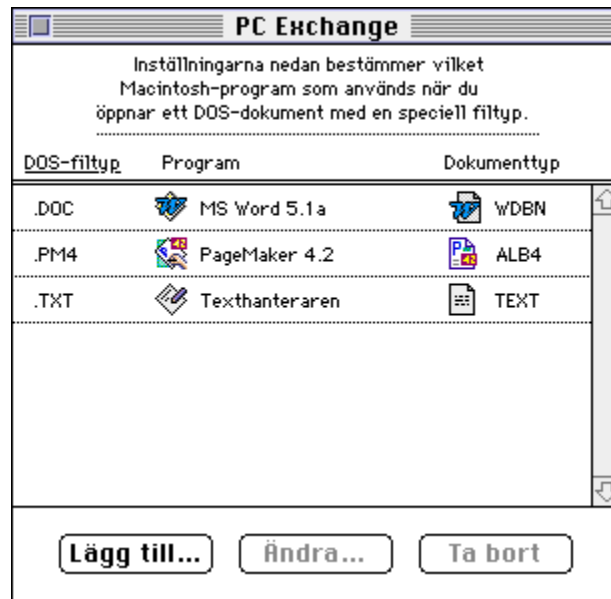 PC Exchange
Inställningarna nedan bestämmer vilket
Macintosh-program som används när du
öppnar ett DOS-dokument med en speciell filtyp.
DOS-filtyp Program Dokumenttyp
.DOC MS Word 5.1a WDBN
.PM4 PageMaker 4.2 ALB4
.TXT Texthanteraren TEXT
Lägg till... Ändra... Ta bort